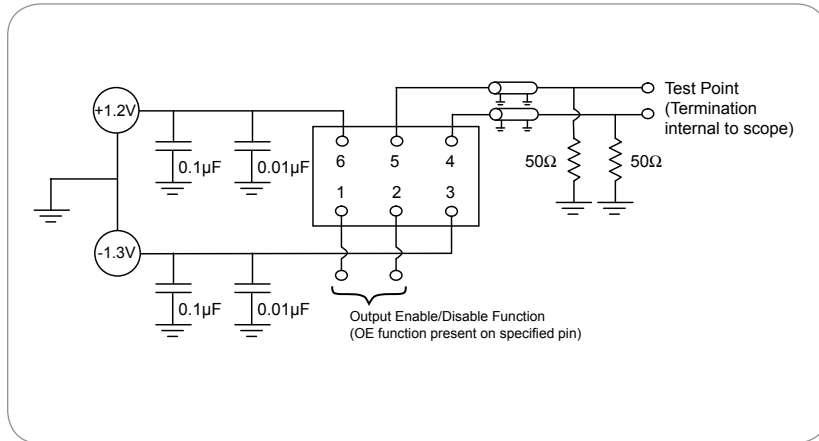 +1.2V
0.1µF
0.01µF
6
5
4
1
2
3
Test Point
(Termination
internal to scope)
50Ω
50Ω
-1.3V
0.1µF
0.01µF
Output Enable/Disable Function
(OE function present on specified pin)